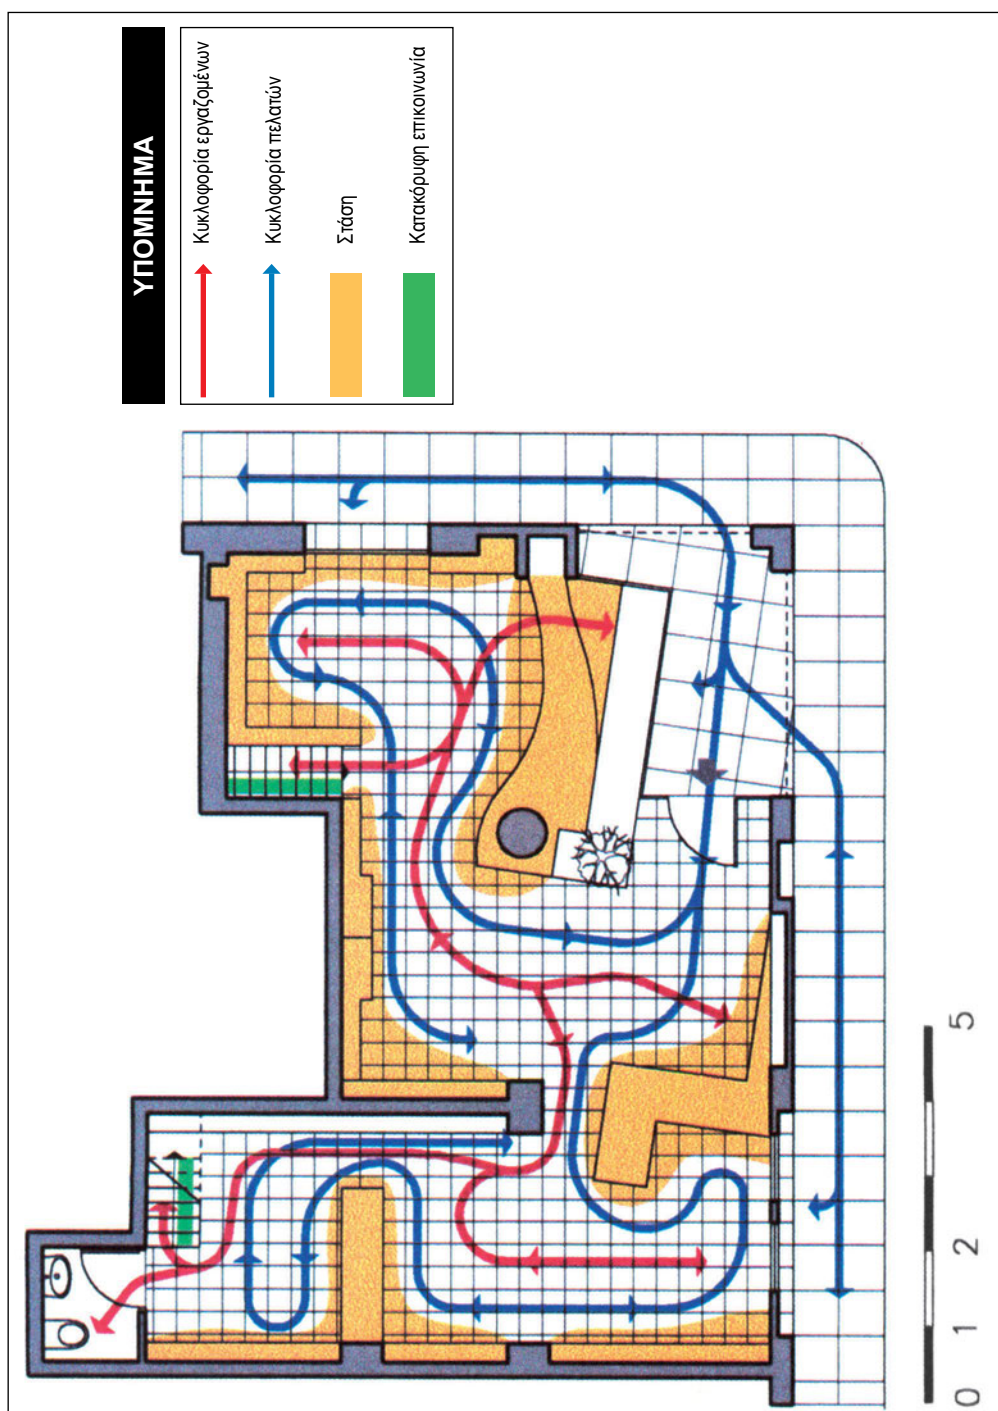 ΥΠΟΜΝΗΜΑ
Κυκλοφορία εργαζομένων
Κυκλοφορία πελατών
Στάση
Κατακόρυφη επικοινωνία
0 1 2 5